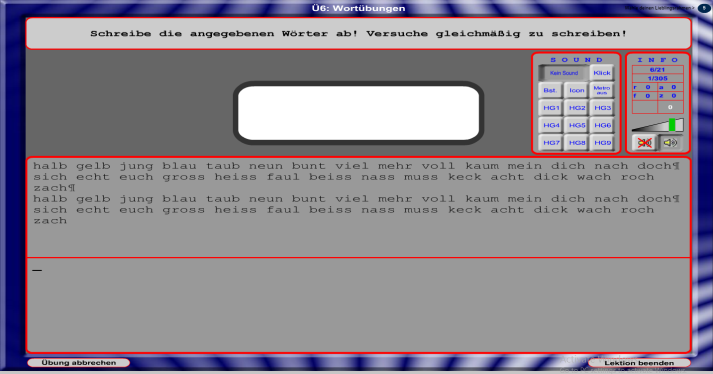 Ü6: Wortübungen
Schreibe die angegebenen Wörter ab! Versuche gleichmäßig zu schreiben!
SOUND
Kein Sound Klick
Bst. Icon Metro aus
HG1 HG2 HG3
HG4 HG5 HG6
HG7 HG8 HG9
INFO
6/21
1/305
r 0 a 0
f 0 z 0
0
halb gelb jung blau taub neun bunt viel mehr voll kaum mein dich nach doch¶
sich echt euch gross heiss faul beiss nass muss keck acht dick wach roch
zach¶
halb gelb jung blau taub neun bunt viel mehr voll kaum mein dich nach doch¶
sich echt euch gross heiss faul beiss nass muss keck acht dick wach roch
zach
Übung abbrechen
Lektion beenden